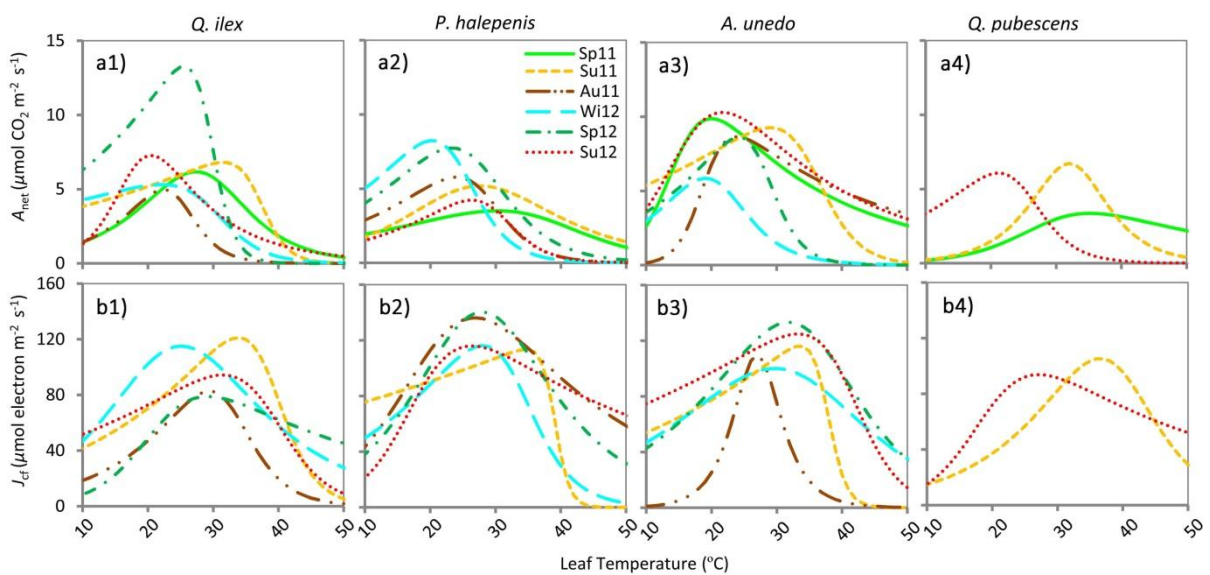 Q. ilex
P. halepenis
A. unedo
Q. pubescens
15
10
5
0
A_net (µmol CO₂ m⁻² s⁻¹)
a1)
a2)
Sp11
Su11
Au11
Wi12
Sp12
Su12
a3)
a4)
160
120
80
40
0
J_cf (µmol electron m⁻² s⁻¹)
b1)
b2)
b3)
b4)
10 20 30 40 50 10 20 30 40 50 10 20 30 40 50 10 20 30 40 50
Leaf Temperature (°C)